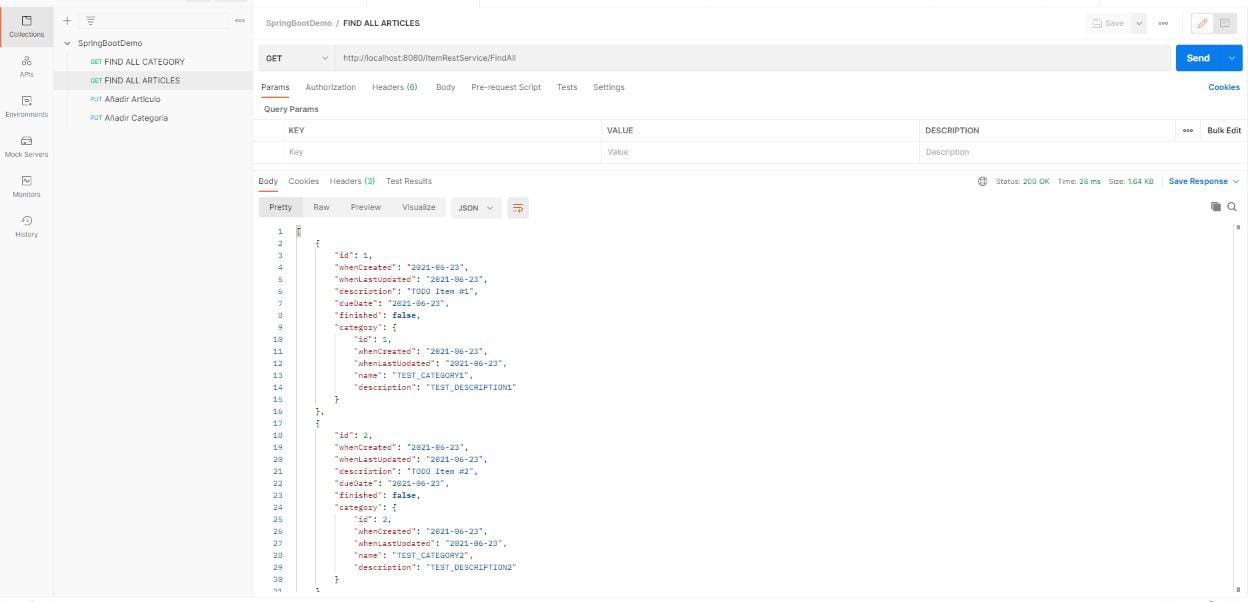 SpringBootDemo / FIND ALL ARTICLES
Save
Collections
APIs
Environments
Mock Servers
Monitors
History
SpringBootDemo
GET FIND ALL CATEGORY
GET FIND ALL ARTICLES
PUT Añadir Articulo
PUT Añadir Categoria
GET
http://localhost:8080/ItemRestService/FindAll
Send
Params Authorization Headers (6) Body Pre-request Script Tests Settings
Cookies
Query Params
KEY VALUE DESCRIPTION
Bulk Edit
Key Value Description
Body Cookies Headers (3) Test Results
Status: 200 OK Time: 26 ms Size: 1.64 KB Save Response
Pretty Raw Preview Visualize JSON
1 [
2 {
3 "id": 1,
4 "whenCreated": "2021-06-23",
5 "whenLastUpdated": "2021-06-23",
6 "description": "TODO Item #1",
7 "dueDate": "2021-06-23",
8 "finished": false,
9 "category": {
10 "id": 1,
11 "whenCreated": "2021-06-23",
12 "whenLastUpdated": "2021-06-23",
13 "name": "TEST_CATEGORY1",
14 "description": "TEST_DESCRIPTION1"
15 }
16 },
17 {
18 "id": 2,
19 "whenCreated": "2021-06-23",
20 "whenLastUpdated": "2021-06-23",
21 "description": "TODO Item #2",
22 "dueDate": "2021-06-23",
23 "finished": false,
24 "category": {
25 "id": 2,
26 "whenCreated": "2021-06-23",
27 "whenLastUpdated": "2021-06-23",
28 "name": "TEST_CATEGORY2",
29 "description": "TEST_DESCRIPTION2"
30 }